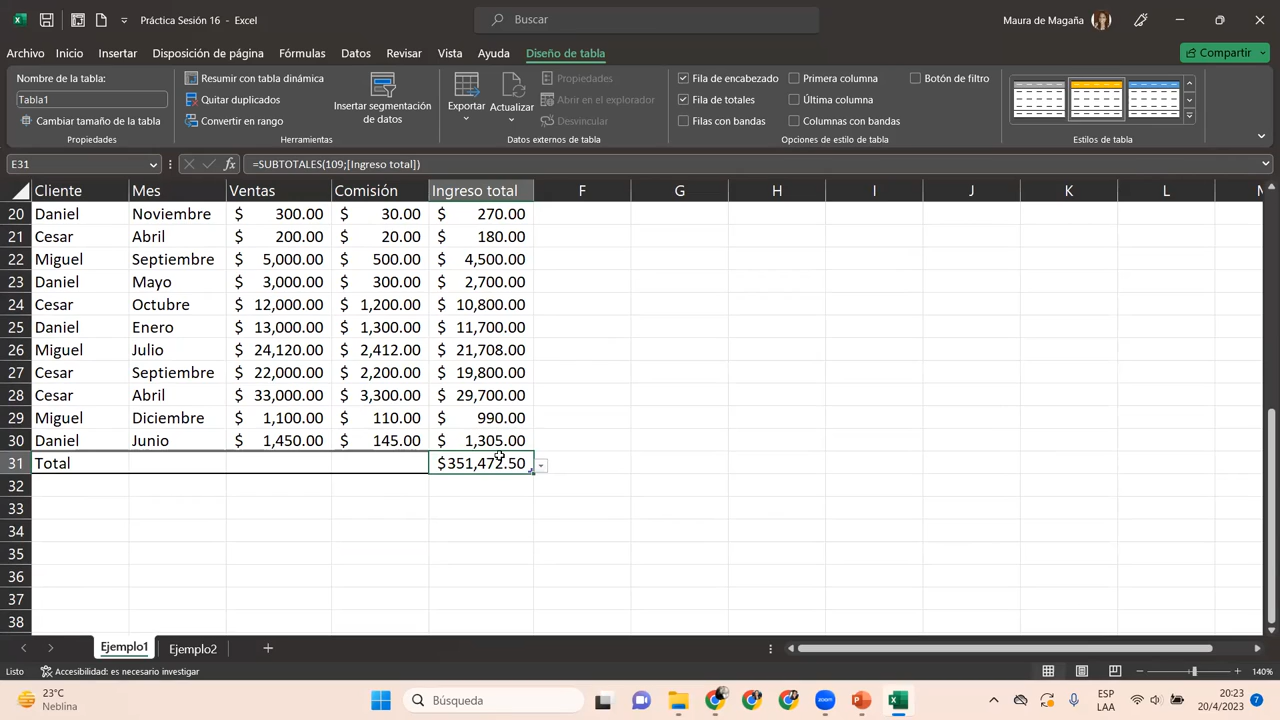 Práctica Sesión 16 - Excel
Buscar
Maura de Magaña
Archivo Inicio Insertar Disposición de página Fórmulas Datos Revisar Vista Ayuda Diseño de tabla
Compartir
Nombre de la tabla:
Tabla1
Cambiar tamaño de la tabla
Propiedades
Resumir con tabla dinámica
Quitar duplicados
Convertir en rango
Insertar segmentación
de datos
Herramientas
Exportar
Actualizar
Propiedades
Abrir en el explorador
Desvincular
Datos externos de tabla
Fila de encabezado
Fila de totales
Filas con bandas
Primera columna
Última columna
Columnas con bandas
Botón de filtro
Opciones de estilo de tabla
Estilos de tabla
E31
fx
=SUBTOTALES(109;[Ingreso total])
Cliente Mes Ventas Comisión Ingreso total F G H I J K L M
20 Daniel Noviembre $ 300.00 $ 30.00 $ 270.00
21 Cesar Abril $ 200.00 $ 20.00 $ 180.00
22 Miguel Septiembre $ 5,000.00 $ 500.00 $ 4,500.00
23 Daniel Mayo $ 3,000.00 $ 300.00 $ 2,700.00
24 Cesar Octubre $ 12,000.00 $ 1,200.00 $ 10,800.00
25 Daniel Enero $ 13,000.00 $ 1,300.00 $ 11,700.00
26 Miguel Julio $ 24,120.00 $ 2,412.00 $ 21,708.00
27 Cesar Septiembre $ 22,000.00 $ 2,200.00 $ 19,800.00
28 Cesar Abril $ 33,000.00 $ 3,300.00 $ 29,700.00
29 Miguel Diciembre $ 1,100.00 $ 110.00 $ 990.00
30 Daniel Junio $ 1,450.00 $ 145.00 $ 1,305.00
31 Total $351,472.50
32
33
34
35
36
37
38
Ejemplo1 Ejemplo2
Listo
Accesibilidad: es necesario investigar
140%
23°C
Neblina
Búsqueda
zoom
ESP
LAA
20:23
20/4/2023